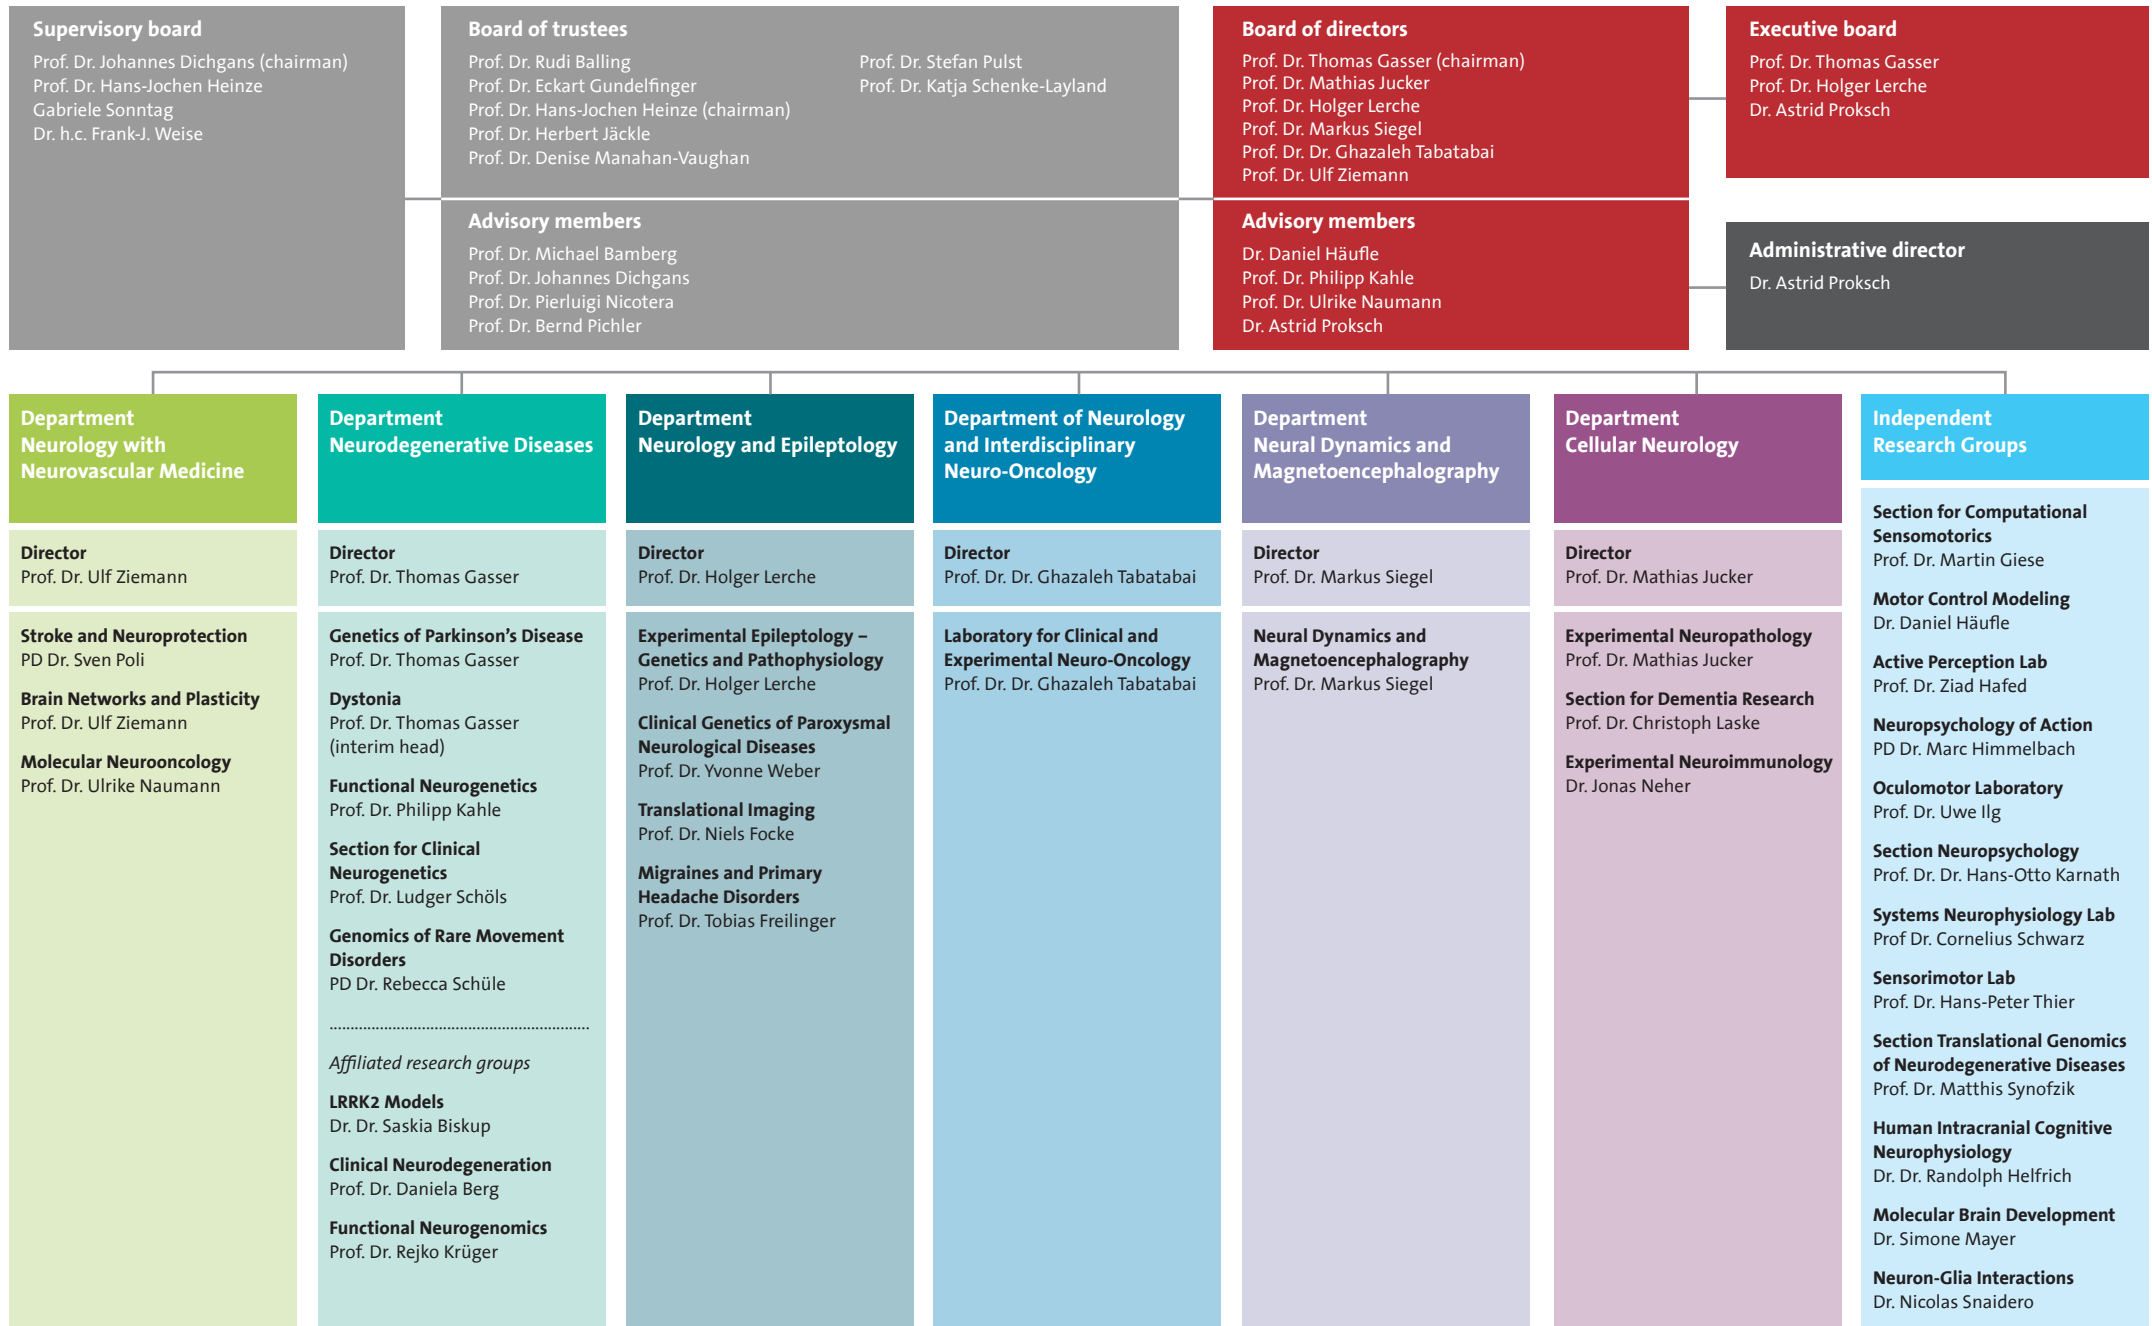 Supervisory board
Prof. Dr. Johannes Dichgans (chairman)
Prof. Dr. Hans-Jochen Heinze
Gabriele Sonntag
Dr. h.c. Frank-J. Weise
Board of trustees
Prof. Dr. Rudi Balling
Prof. Dr. Eckart Gundelfinger
Prof. Dr. Hans-Jochen Heinze (chairman)
Prof. Dr. Herbert Jäckle
Prof. Dr. Denise Manahan-Vaughan
Prof. Dr. Stefan Pulst
Prof. Dr. Katja Schenke-Layland
Advisory members
Prof. Dr. Michael Bamberg
Prof. Dr. Johannes Dichgans
Prof. Dr. Pierluigi Nicotera
Prof. Dr. Bernd Pichler
Board of directors
Prof. Dr. Thomas Gasser (chairman)
Prof. Dr. Mathias Jucker
Prof. Dr. Holger Lerche
Prof. Dr. Markus Siegel
Prof. Dr. Dr. Ghazaleh Tabatabai
Prof. Dr. Ulf Ziemann
Advisory members
Dr. Daniel Häufle
Prof. Dr. Philipp Kahle
Prof. Dr. Ulrike Naumann
Dr. Astrid Proksch
Executive board
Prof. Dr. Thomas Gasser
Prof. Dr. Holger Lerche
Dr. Astrid Proksch
Administrative director
Dr. Astrid Proksch
Department
Neurology with
Neurovascular Medicine
Director
Prof. Dr. Ulf Ziemann
Stroke and Neuroprotection
PD Dr. Sven Poli
Brain Networks and Plasticity
Prof. Dr. Ulf Ziemann
Molecular Neurooncology
Prof. Dr. Ulrike Naumann
Department
Neurodegenerative Diseases
Director
Prof. Dr. Thomas Gasser
Genetics of Parkinson's Disease
Prof. Dr. Thomas Gasser
Dystonia
Prof. Dr. Thomas Gasser
(interim head)
Functional Neurogenetics
Prof. Dr. Philipp Kahle
Section for Clinical
Neurogenetics
Prof. Dr. Ludger Schöls
Genomics of Rare Movement
Disorders
PD Dr. Rebecca Schüle
Affiliated research groups
LRRK2 Models
Dr. Dr. Saskia Biskup
Clinical Neurodegeneration
Prof. Dr. Daniela Berg
Functional Neurogenomics
Prof. Dr. Rejko Krüger
Department
Neurology and Epileptology
Director
Prof. Dr. Holger Lerche
Experimental Epileptology –
Genetics and Pathophysiology
Prof. Dr. Holger Lerche
Clinical Genetics of Paroxysmal
Neurological Diseases
Prof. Dr. Yvonne Weber
Translational Imaging
Prof. Dr. Niels Focke
Migraines and Primary
Headache Disorders
Prof. Dr. Tobias Freilinger
Department of Neurology
and Interdisciplinary
Neuro-Oncology
Director
Prof. Dr. Dr. Ghazaleh Tabatabai
Laboratory for Clinical and
Experimental Neuro-Oncology
Prof. Dr. Dr. Ghazaleh Tabatabai
Department
Neural Dynamics and
Magnetoencephalography
Director
Prof. Dr. Markus Siegel
Neural Dynamics and
Magnetoencephalography
Prof. Dr. Markus Siegel
Department
Cellular Neurology
Director
Prof. Dr. Mathias Jucker
Experimental Neuropathology
Prof. Dr. Mathias Jucker
Section for Dementia Research
Prof. Dr. Christoph Laske
Experimental Neuroimmunology
Dr. Jonas Neher
Independent
Research Groups
Section for Computational
Sensomotorics
Prof. Dr. Martin Giese
Motor Control Modeling
Dr. Daniel Häufle
Active Perception Lab
Prof. Dr. Ziad Hafed
Neuropsychology of Action
PD Dr. Marc Himmelbach
Oculomotor Laboratory
Prof. Dr. Uwe Ilg
Section Neuropsychology
Prof. Dr. Dr. Hans-Otto Karnath
Systems Neurophysiology Lab
Prof Dr. Cornelius Schwarz
Sensorimotor Lab
Prof. Dr. Hans-Peter Thier
Section Translational Genomics
of Neurodegenerative Diseases
Prof. Dr. Matthis Synofzik
Human Intracranial Cognitive
Neurophysiology
Dr. Dr. Randolph Helfrich
Molecular Brain Development
Dr. Simone Mayer
Neuron-Glia Interactions
Dr. Nicolas Snaidero